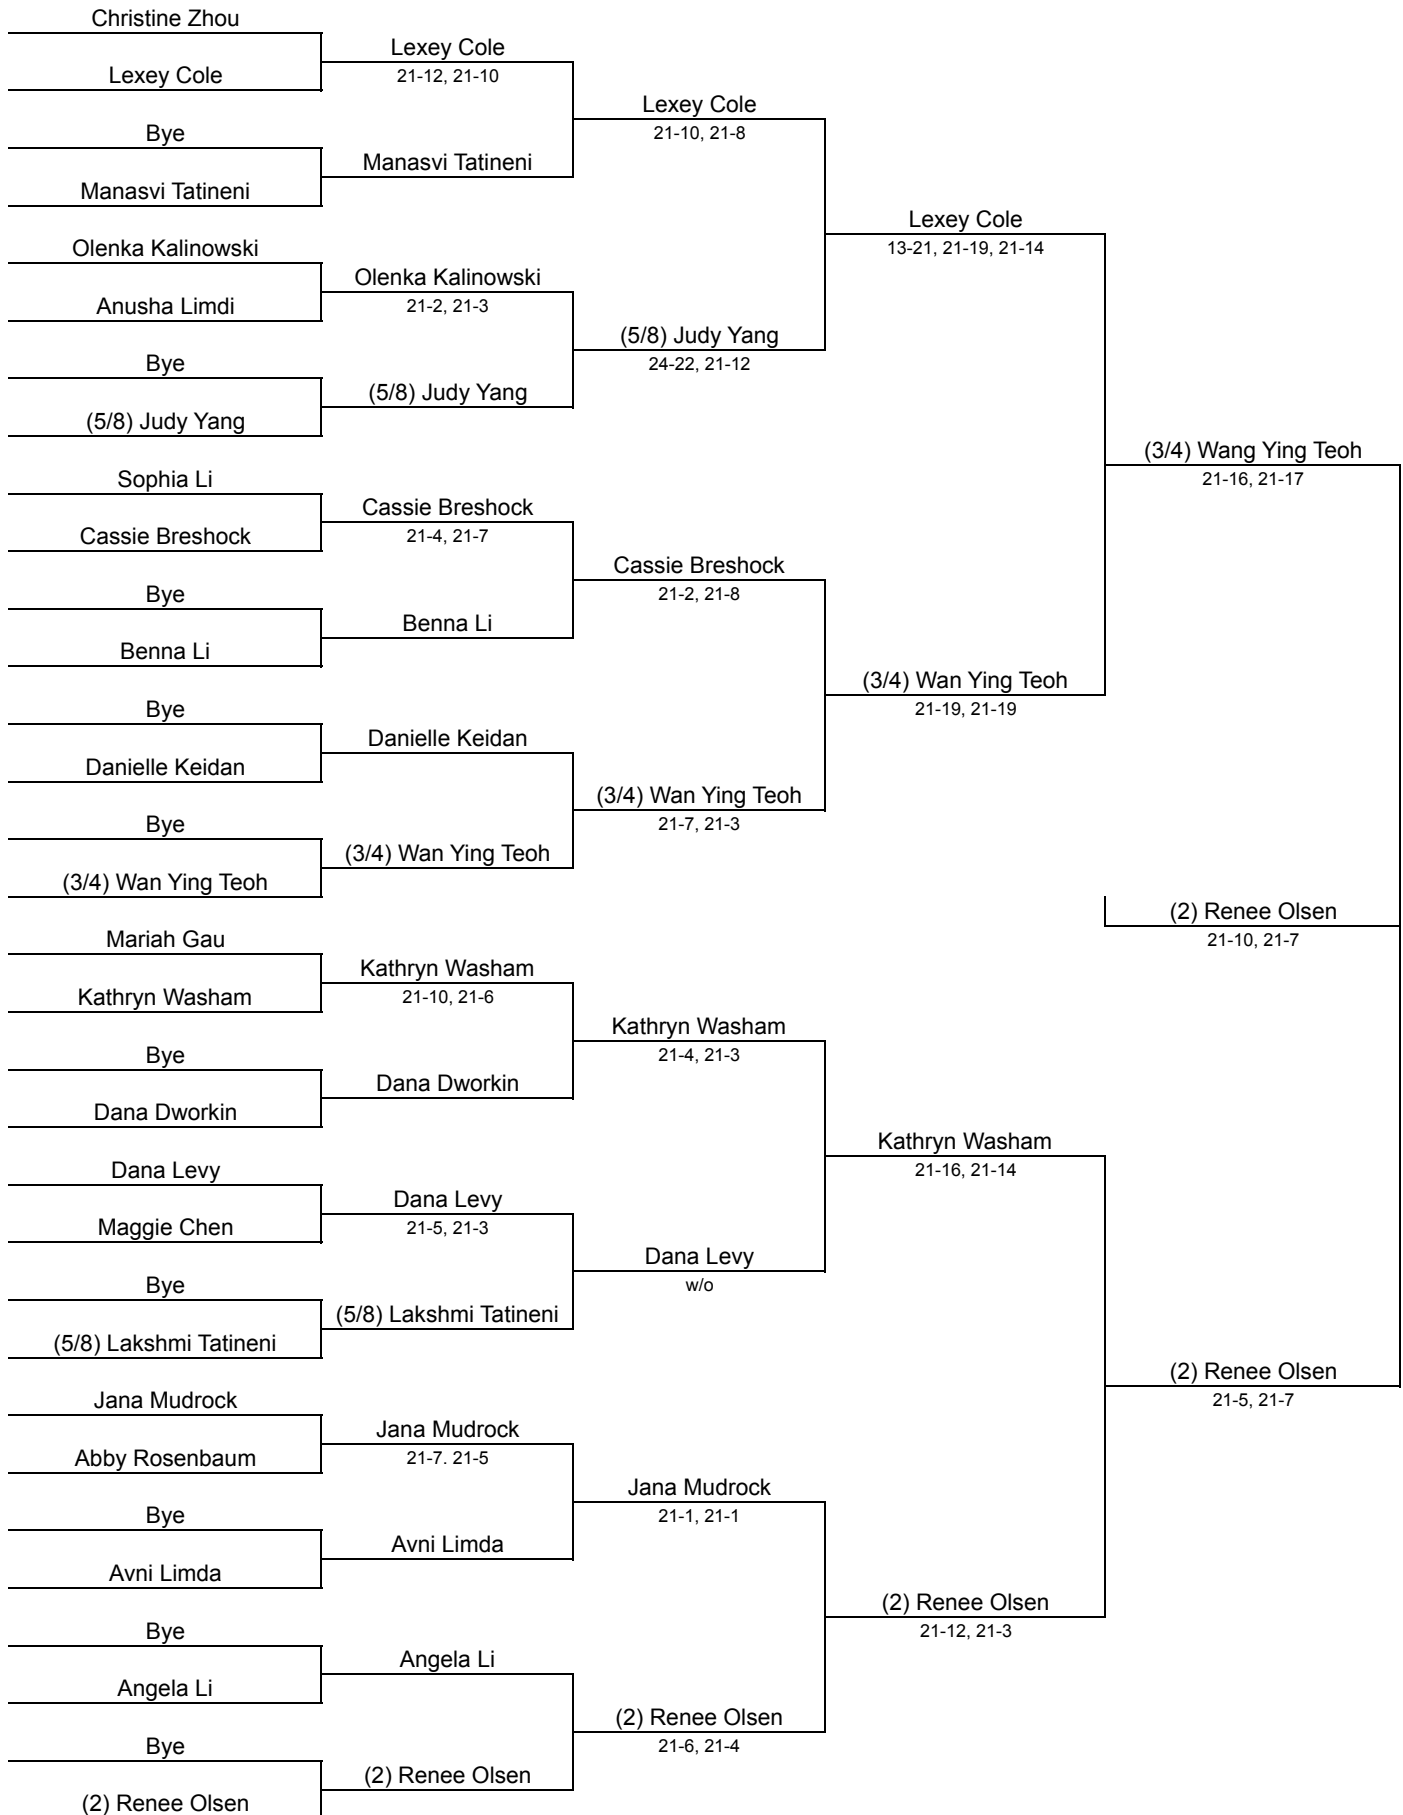 Christine Zhou
Lexey Cole
Lexey Cole
21-12, 21-10
Bye
Manasvi Tatineni
Manasvi Tatineni
Lexey Cole
21-10, 21-8
Olenka Kalinowski
Anusha Limdi
Olenka Kalinowski
21-2, 21-3
Bye
(5/8) Judy Yang
(5/8) Judy Yang
(5/8) Judy Yang
24-22, 21-12
Lexey Cole
13-21, 21-19, 21-14
Sophia Li
Cassie Breshock
Cassie Breshock
21-4, 21-7
Bye
Benna Li
Benna Li
Cassie Breshock
21-2, 21-8
Bye
Danielle Keidan
Danielle Keidan
Bye
(3/4) Wan Ying Teoh
(3/4) Wan Ying Teoh
(3/4) Wan Ying Teoh
21-7, 21-3
(3/4) Wan Ying Teoh
21-19, 21-19
(3/4) Wang Ying Teoh
21-16, 21-17
(2) Renee Olsen
21-10, 21-7
Mariah Gau
Kathryn Washam
Kathryn Washam
21-10, 21-6
Bye
Dana Dworkin
Dana Dworkin
Kathryn Washam
21-4, 21-3
Dana Levy
Maggie Chen
Dana Levy
21-5, 21-3
Bye
(5/8) Lakshmi Tatineni
(5/8) Lakshmi Tatineni
Dana Levy
w/o
Kathryn Washam
21-16, 21-14
Jana Mudrock
Abby Rosenbaum
Jana Mudrock
21-7. 21-5
Bye
Avni Limda
Avni Limda
Jana Mudrock
21-1, 21-1
Bye
Angela Li
Angela Li
Bye
(2) Renee Olsen
(2) Renee Olsen
(2) Renee Olsen
21-6, 21-4
(2) Renee Olsen
21-12, 21-3
(2) Renee Olsen
21-5, 21-7